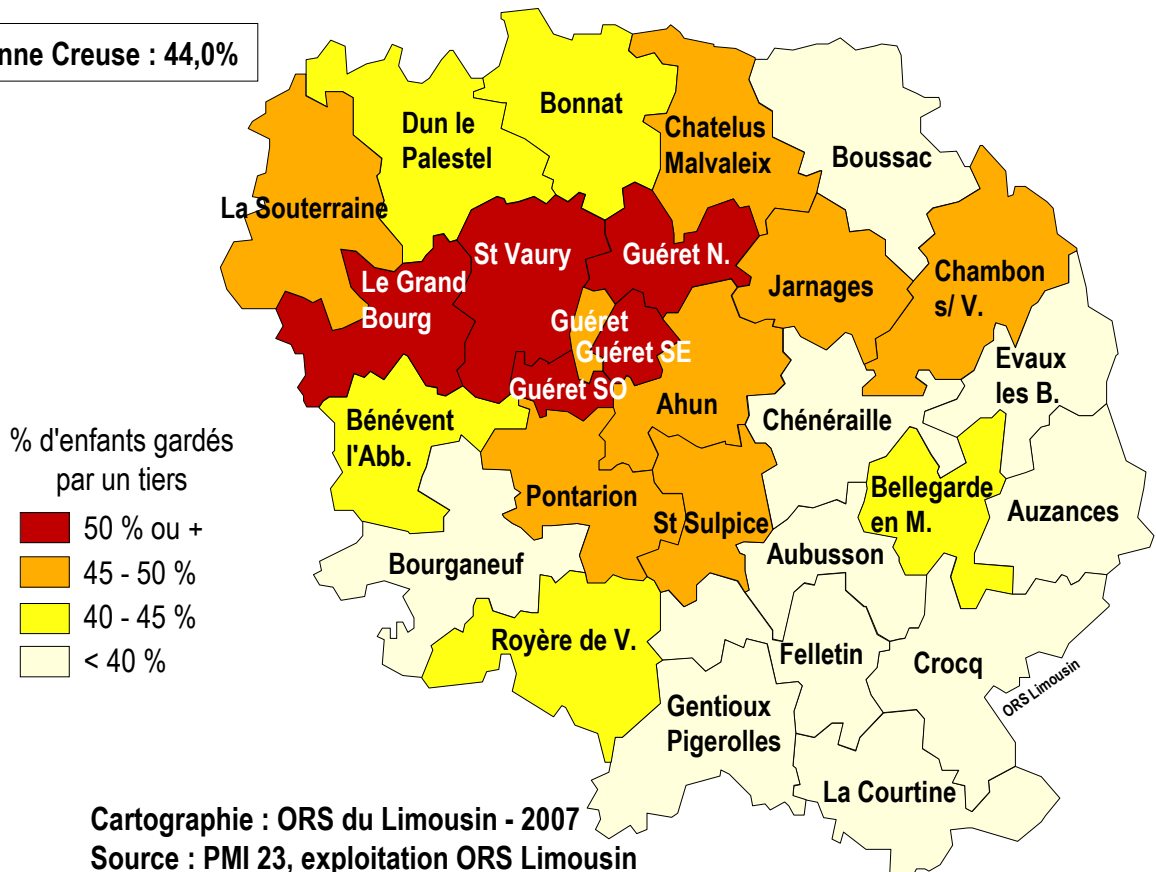 nne Creuse : 44,0%
Bonnat
Dun le
Palestel
Chatelus
Malvaleix
Boussac
La Souterraine
St Vaury
Guéret N.
Le Grand
Bourg
Jarnages
Chambon
s/ V.
Guéret
Guéret SE
Guéret SO
Evaux
les B.
Ahun
Bénévent
l'Abb.
Chénéraille
% d'enfants gardés
par un tiers
50 % ou +
45 - 50 %
40 - 45 %
< 40 %
Pontarion
St Sulpice
Bellegarde
en M.
Auzances
Aubusson
Bourganeuf
Royère de V.
Felletin
Crocq
ORS Limousin
Gentioux
Pigerolles
La Courtine
Cartographie : ORS du Limousin - 2007
Source : PMI 23, exploitation ORS Limousin